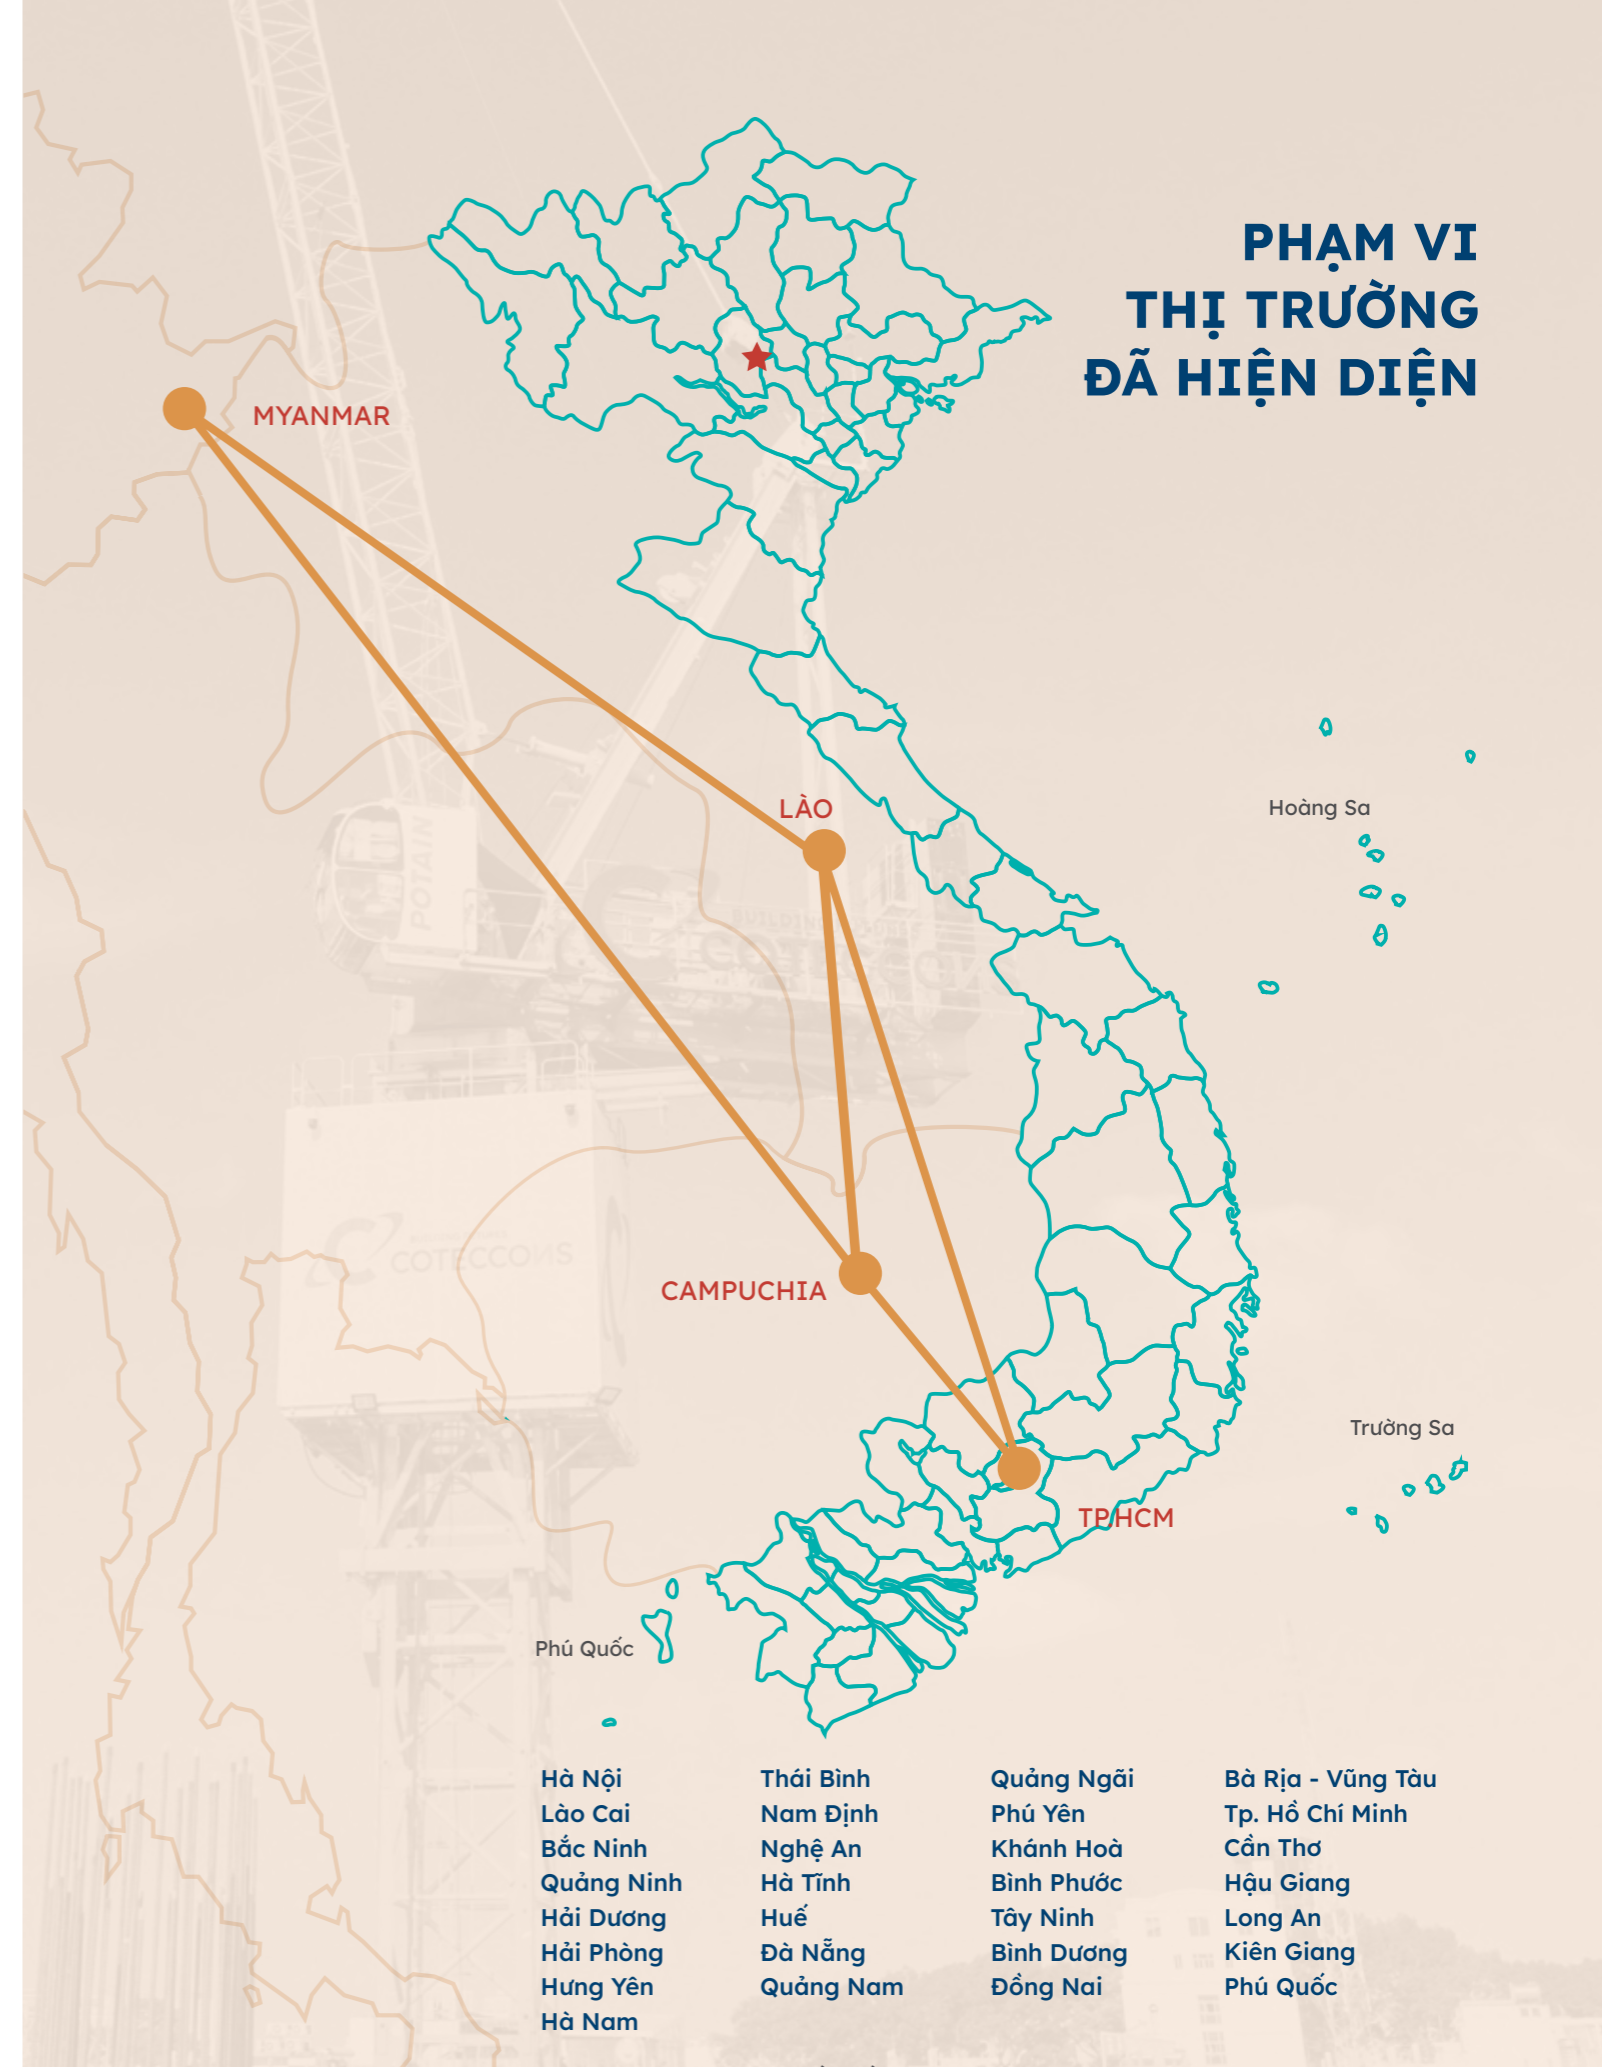 PHẠM VI
THỊ TRƯỜNG
ĐÃ HIỆN DIỆN
MYANMAR
LÀO
Hoàng Sa
POTAIN
COTECCONS
COTECCONS
CAMPUCHIA
Trường Sa
TP.HCM
Phú Quốc
Hà Nội
Lào Cai
Bắc Ninh
Quảng Ninh
Hải Dương
Hải Phòng
Hưng Yên
Hà Nam
Thái Bình
Nam Định
Nghệ An
Hà Tĩnh
Huế
Đà Nẵng
Quảng Nam
Quảng Ngãi
Phú Yên
Khánh Hoà
Bình Phước
Tây Ninh
Bình Dương
Đồng Nai
Bà Rịa - Vũng Tàu
Tp. Hồ Chí Minh
Cần Thơ
Hậu Giang
Long An
Kiên Giang
Phú Quốc